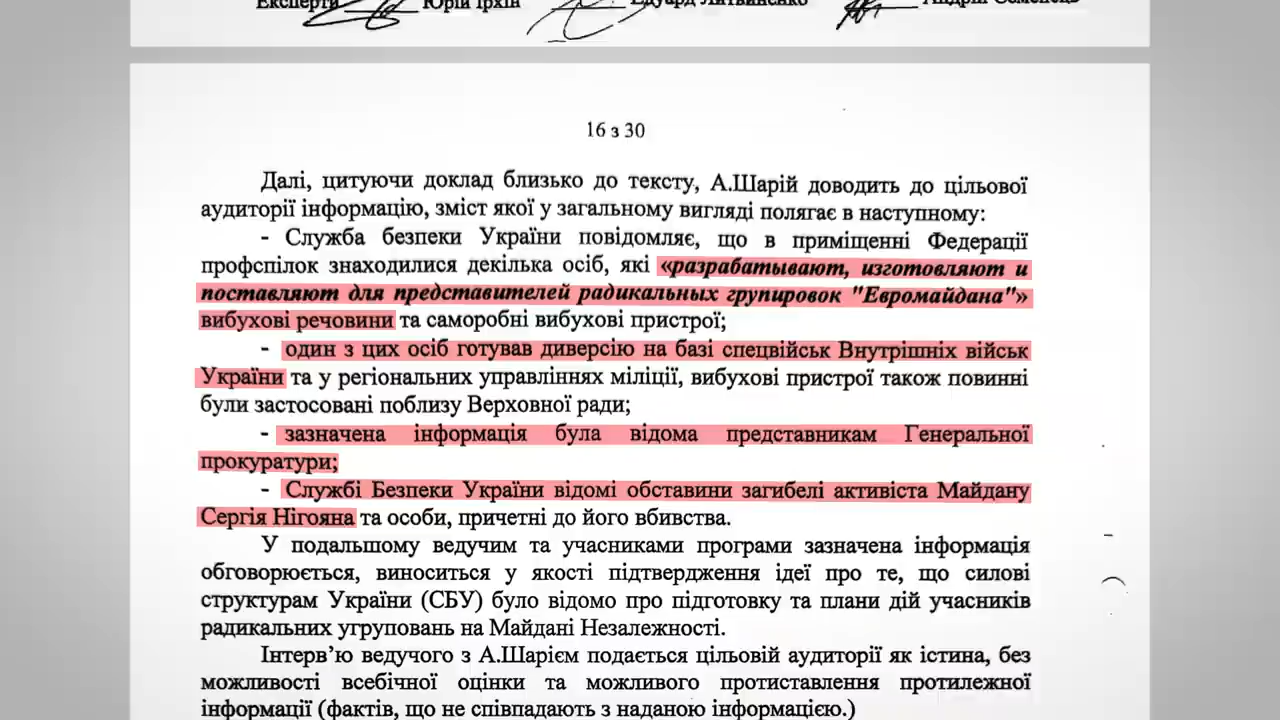 Експерти Юрій Ірхін Едуард Литвиненко Андрій Семенець
16 з 30
Далі, цитуючи доклад близько до тексту, А.Шарій доводить до цільової
аудиторії інформацію, зміст якої у загальному вигляді полягає в наступному:
- Служба безпеки України повідомляє, що в приміщенні Федерації
профспілок знаходилися декілька осіб, які «разрабатывают, изготовляют и
поставляют для представителей радикальных групировок "Евромайдана"»
вибухові речовини та саморобні вибухові пристрої;
- один з цих осіб готував диверсію на базі спецвійськ Внутрішніх військ
України та у регіональних управліннях міліції, вибухові пристрої також повинні
були застосовані поблизу Верховної ради;
- зазначена інформація була відома представникам Генеральної
прокуратури;
- Службі Безпеки України відомі обставини загибелі активіста Майдану
Сергія Нігояна та особи, причетні до його вбивства.
У подальшому ведучим та учасниками програми зазначена інформація
обговорюється, виноситься у якості підтвердження ідеї про те, що силові
структурам України (СБУ) було відомо про підготовку та плани дій учасників
радикальних угруповань на Майдані Незалежності.
Інтерв’ю ведучого з А.Шарієм подається цільовій аудиторії як істина, без
можливості всебічної оцінки та можливого протиставлення протилежної
інформації (фактів, що не співпадають з наданою інформацією.)